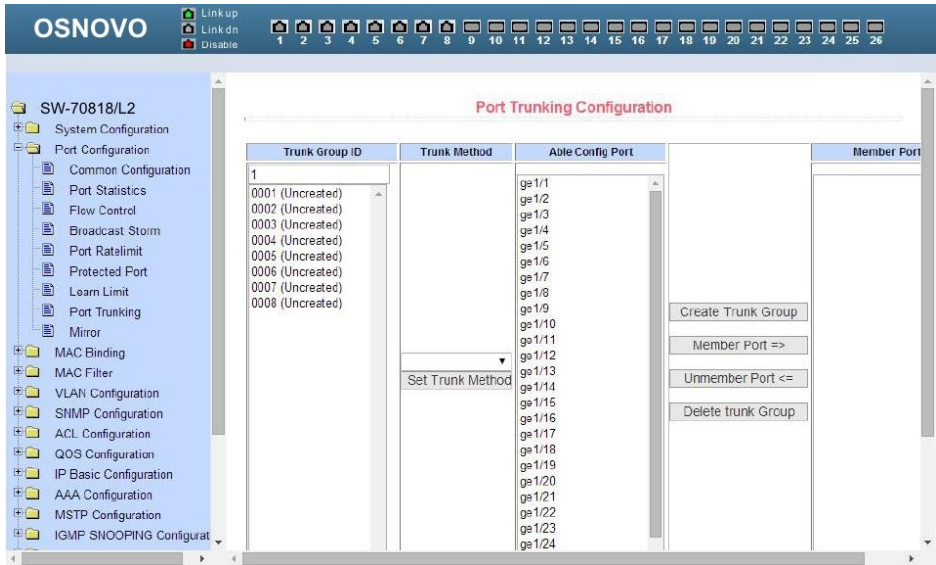 OSNOVO
Link up
Link dn
Disable
1 2 3 4 5 6 7 8 9 10 11 12 13 14 15 16 17 18 19 20 21 22 23 24 25 26
SW-70818/L2
System Configuration
Port Configuration
Common Configuration
Port Statistics
Flow Control
Broadcast Storm
Port Ratelimit
Protected Port
Learn Limit
Port Trunking
Mirror
MAC Binding
MAC Filter
VLAN Configuration
SNMP Configuration
ACL Configuration
QOS Configuration
IP Basic Configuration
AAA Configuration
MSTP Configuration
IGMP SNOOPING Configurat
Port Trunking Configuration
Trunk Group ID
1
0001 (Uncreated)
0002 (Uncreated)
0003 (Uncreated)
0004 (Uncreated)
0005 (Uncreated)
0006 (Uncreated)
0007 (Uncreated)
0008 (Uncreated)
Trunk Method
Set Trunk Method
Able Config Port
ge1/1
ge1/2
ge1/3
ge1/4
ge1/5
ge1/6
ge1/7
ge1/8
ge1/9
ge1/10
ge1/11
ge1/12
ge1/13
ge1/14
ge1/15
ge1/16
ge1/17
ge1/18
ge1/19
ge1/20
ge1/21
ge1/22
ge1/23
ge1/24
Create Trunk Group
Member Port =>
Unmember Port <=
Delete trunk Group
Member Port